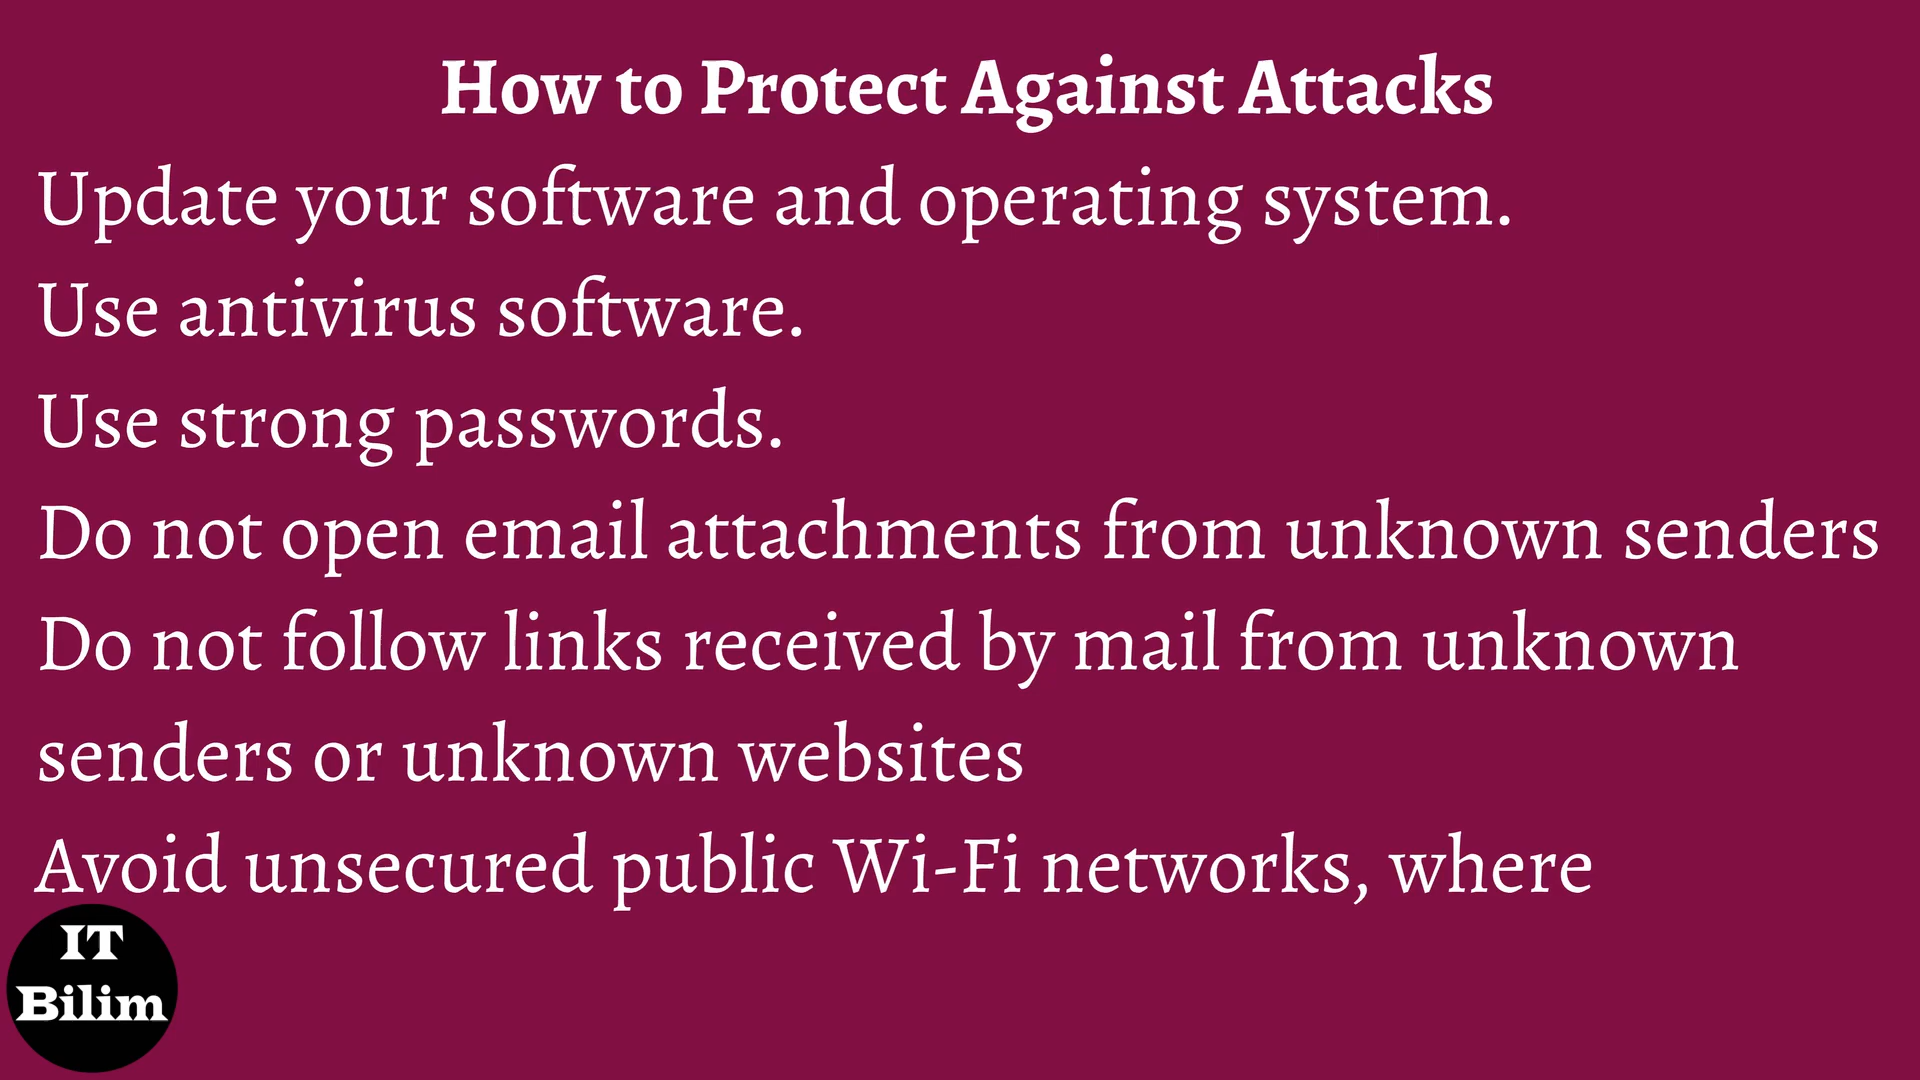 How to Protect Against Attacks
Update your software and operating system.
Use antivirus software.
Use strong passwords.
Do not open email attachments from unknown senders
Do not follow links received by mail from unknown
senders or unknown websites
Avoid unsecured public Wi-Fi networks, where
IT
Bilim